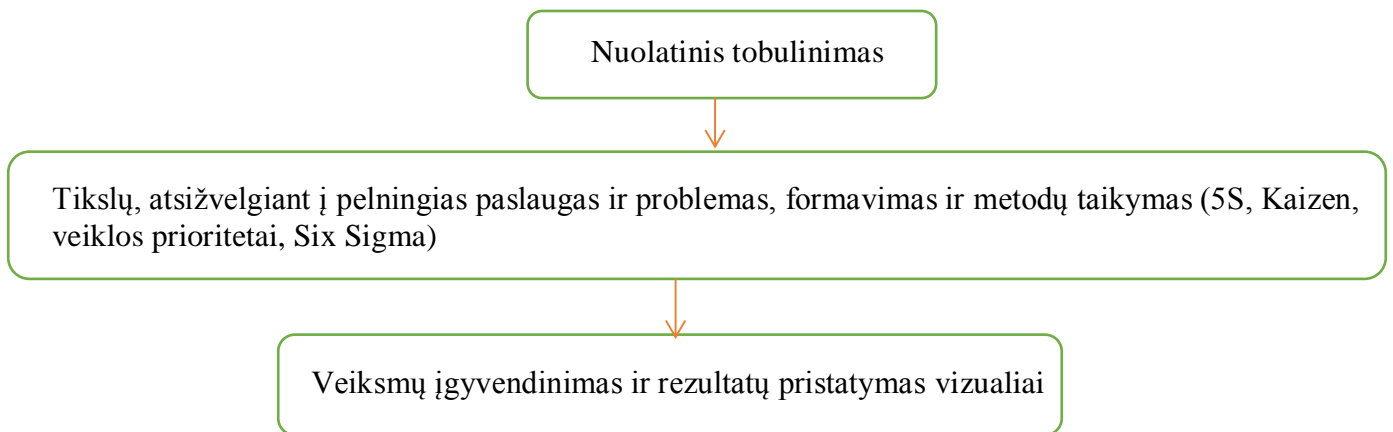 Nuolatinis tobulinimas
Tikslų, atsižvelgiant į pelningias paslaugas ir problemas, formavimas ir metodų taikymas (5S, Kaizen,
veiklos prioritetai, Six Sigma)
Veiksmų įgyvendinimas ir rezultatų pristatymas vizualiai